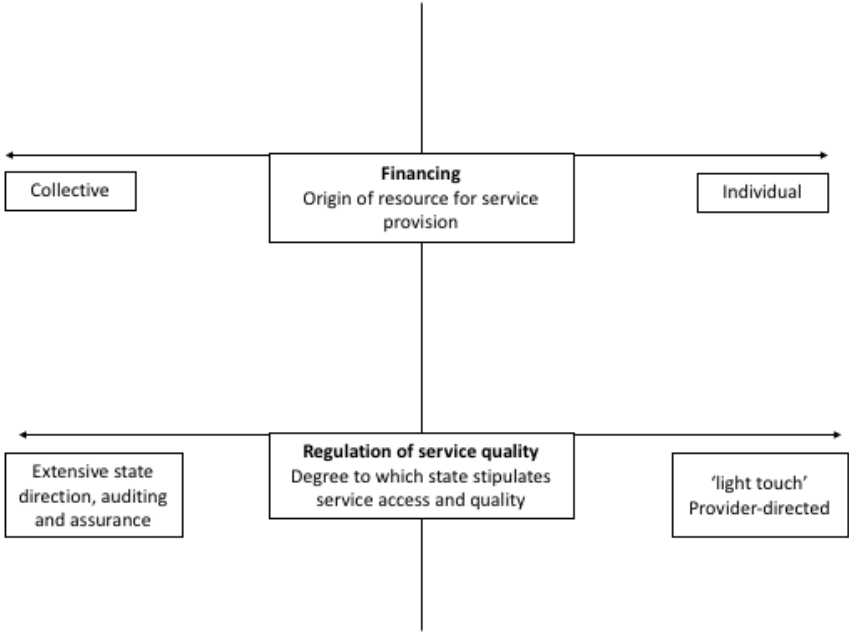 Financing
Origin of resource for service
provision
Collective
Individual
Regulation of service quality
Degree to which state stipulates
service access and quality
Extensive state
direction, auditing
and assurance
‘light touch’
Provider-directed